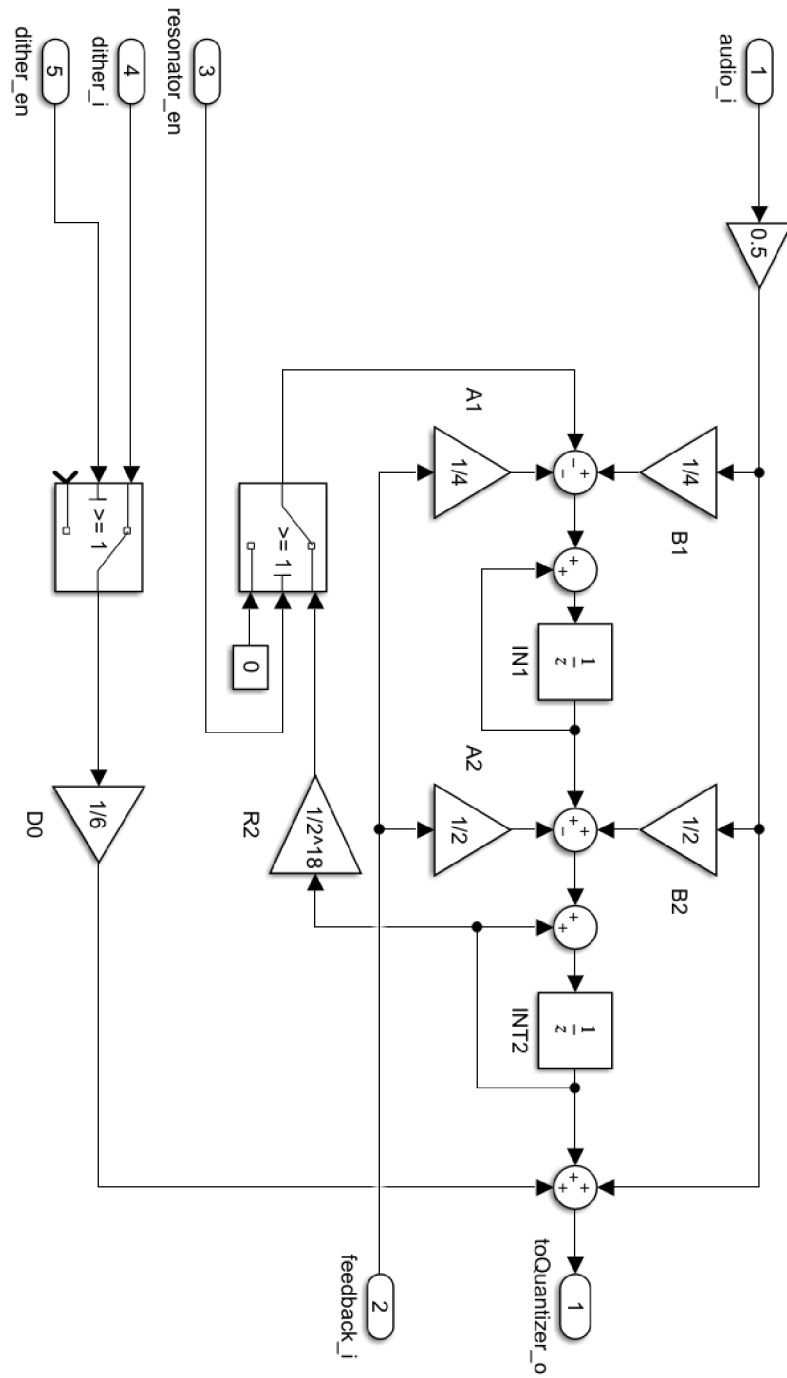 1
audio_i
0.5
1/4
B1
1/2
B2
+
-
-
+
+
1
z
IN1
+
+
-
+
+
1
z
INT2
+
+
+
1
toQuantizer_o
A1
1/4
A2
1/2
2
feedback_i
3
resonator_en
>= 1
0
1/2^18
R2
4
dither_i
5
dither_en
>= 1
1/6
D0